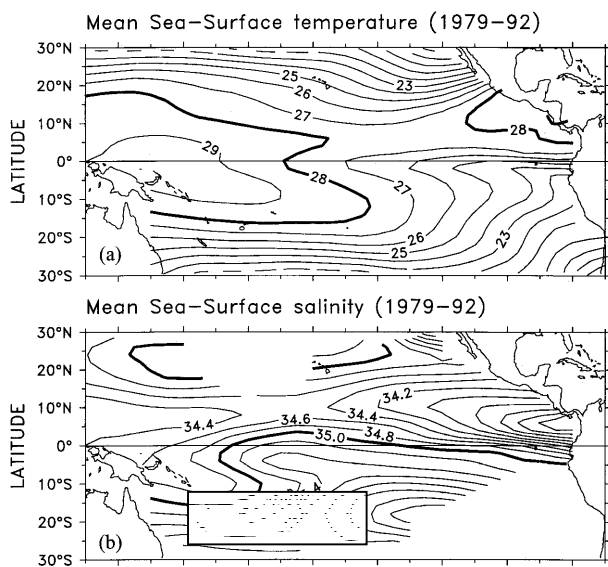 Mean Sea-Surface temperature (1979-92)
30°N
20°N
10°N
0°
10°S
20°S
30°S
LATITUDE
25
26
27
23
28
29
28
27
26
25
23
(a)
Mean Sea-Surface salinity (1979-92)
30°N
20°N
10°N
0°
10°S
20°S
30°S
LATITUDE
34.2
34.4
34.6
34.4
35.0
34.8
(b)